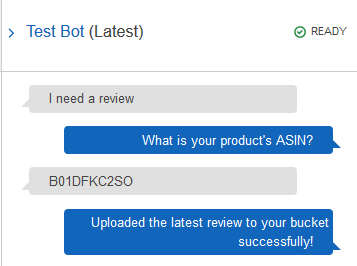 Test Bot (Latest)
READY
I need a review
What is your product's ASIN?
B01DFKC2SO
Uploaded the latest review to your bucket
successfully!